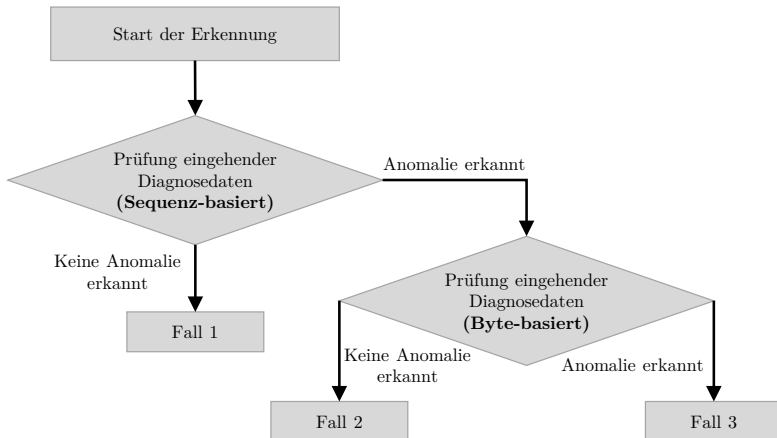 Start der Erkennung
Prüfung eingehender
Diagnosedaten
(Sequenz-basiert)
Anomalie erkannt
Keine Anomalie
erkannt
Fall 1
Prüfung eingehender
Diagnosedaten
(Byte-basiert)
Keine Anomalie
erkannt
Anomalie erkannt
Fall 2
Fall 3